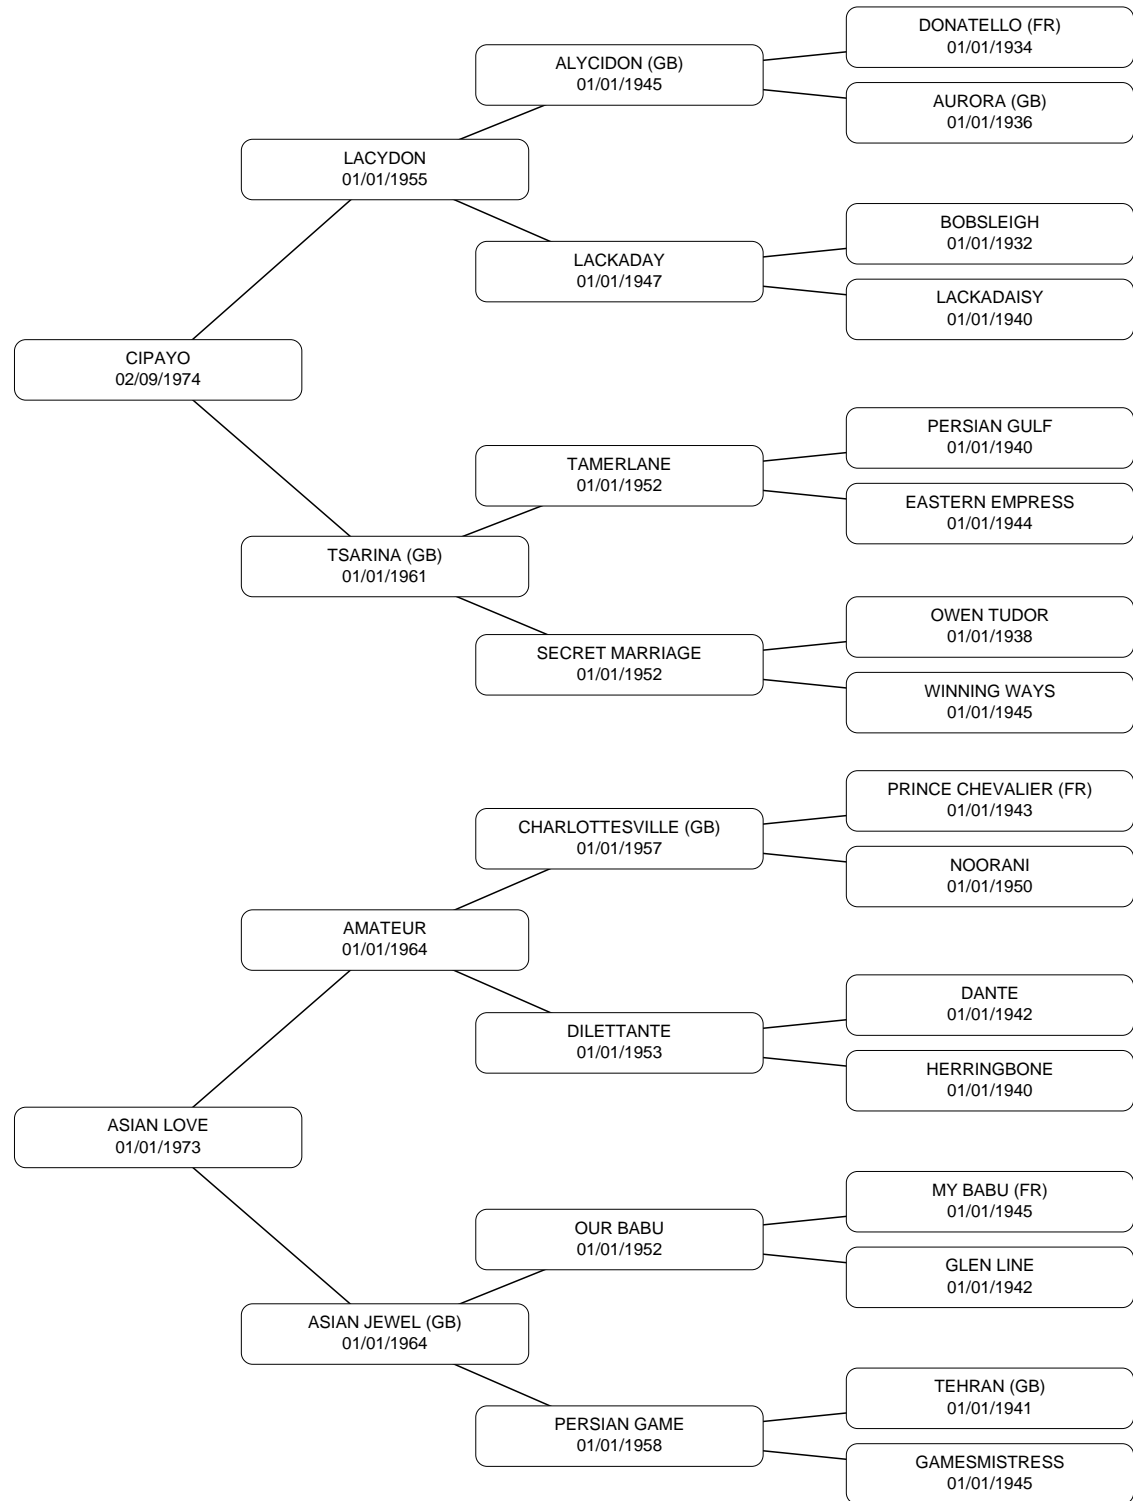 DONATELLO (FR)
01/01/1934
ALYCIDON (GB)
01/01/1945
AURORA (GB)
01/01/1936
LACYDON
01/01/1955
BOBSLEIGH
01/01/1932
LACKADAY
01/01/1947
LACKADAISY
01/01/1940
CIPAYO
02/09/1974
PERSIAN GULF
01/01/1940
TAMERLANE
01/01/1952
EASTERN EMPRESS
01/01/1944
TSARINA (GB)
01/01/1961
OWEN TUDOR
01/01/1938
SECRET MARRIAGE
01/01/1952
WINNING WAYS
01/01/1945
PRINCE CHEVALIER (FR)
01/01/1943
CHARLOTTESVILLE (GB)
01/01/1957
NOORANI
01/01/1950
AMATEUR
01/01/1964
DANTE
01/01/1942
DILETTANTE
01/01/1953
HERRINGBONE
01/01/1940
ASIAN LOVE
01/01/1973
MY BABU (FR)
01/01/1945
OUR BABU
01/01/1952
GLEN LINE
01/01/1942
ASIAN JEWEL (GB)
01/01/1964
TEHRAN (GB)
01/01/1941
PERSIAN GAME
01/01/1958
GAMESMISTRESS
01/01/1945